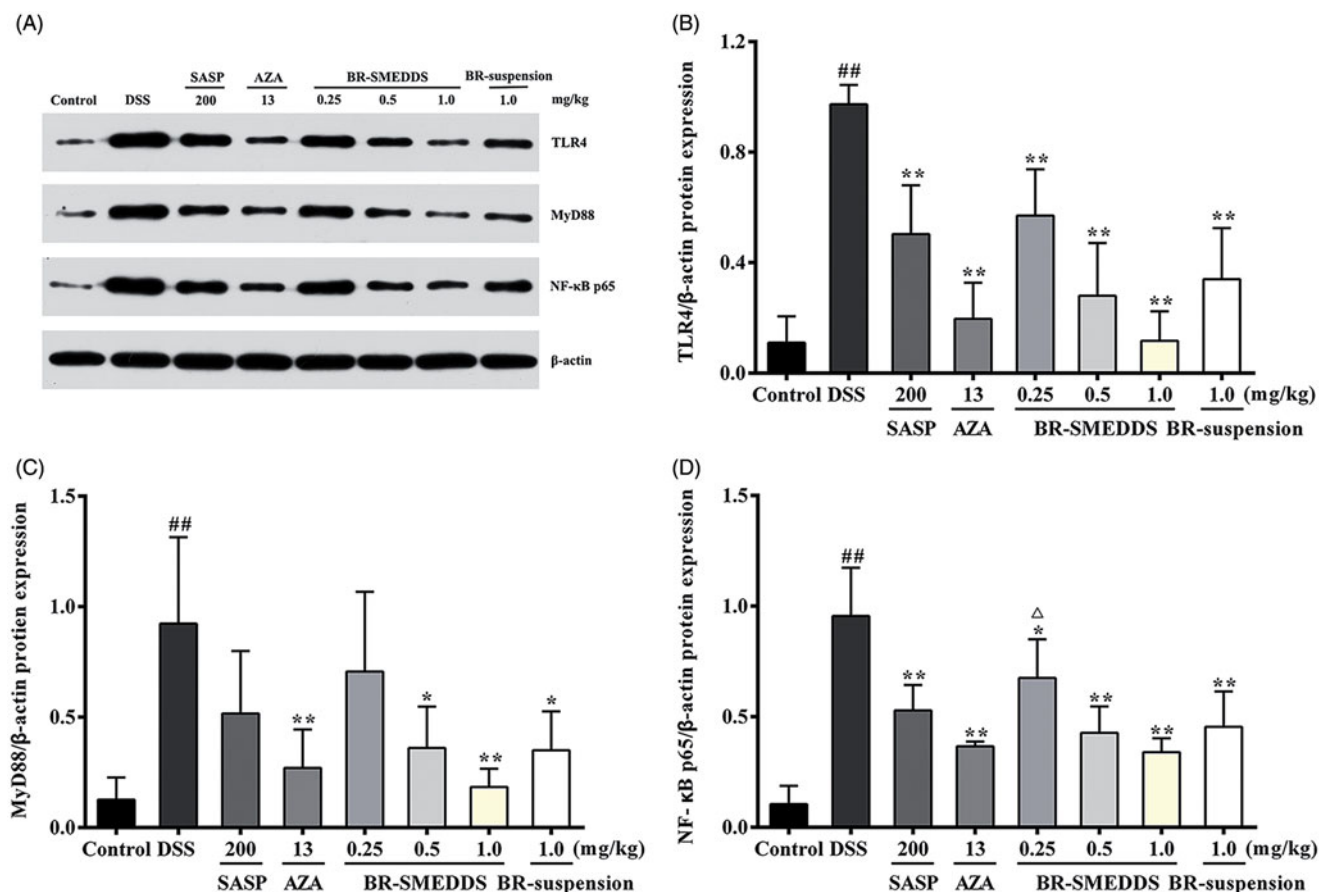 (A)
SASP AZA BR-SMEDDS BR-suspension
Control DSS 200 13 0.25 0.5 1.0 1.0 mg/kg
TLR4
MyD88
NF-κB p65
β-actin
(B)
TLR4/β-actin protein expression
1.2
0.8
0.4
0.0
##
**
**
**
**
**
**
Control DSS 200 13 0.25 0.5 1.0 1.0 (mg/kg)
SASP AZA BR-SMEDDS BR-suspension
(C)
MyD88/β-actin protien expression
1.5
1.0
0.5
0.0
##
**
*
**
*
Control DSS 200 13 0.25 0.5 1.0 1.0 (mg/kg)
SASP AZA BR-SMEDDS BR-suspension
(D)
NF- κB p65/β-actin protein expression
1.5
1.0
0.5
0.0
##
**
**
△
*
**
**
**
Control DSS 200 13 0.25 0.5 1.0 1.0 (mg/kg)
SASP AZA BR-SMEDDS BR-suspension